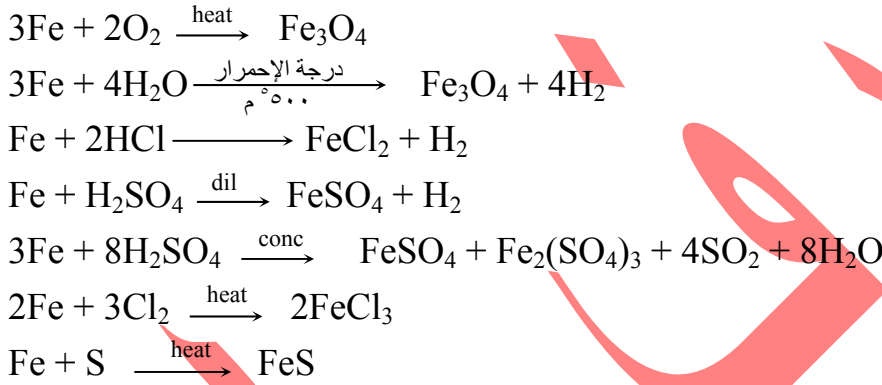 3Fe + 2O₂ heat → Fe₃O₄
3Fe + 4H₂O درجة الإحمرار ٥٠٠° م → Fe₃O₄ + 4H₂
Fe + 2HCl → FeCl₂ + H₂
Fe + H₂SO₄ dil → FeSO₄ + H₂
3Fe + 8H₂SO₄ conc → FeSO₄ + Fe₂(SO₄)₃ + 4SO₂ + 8H₂O
2Fe + 3Cl₂ heat → 2FeCl₃
Fe + S heat → FeS